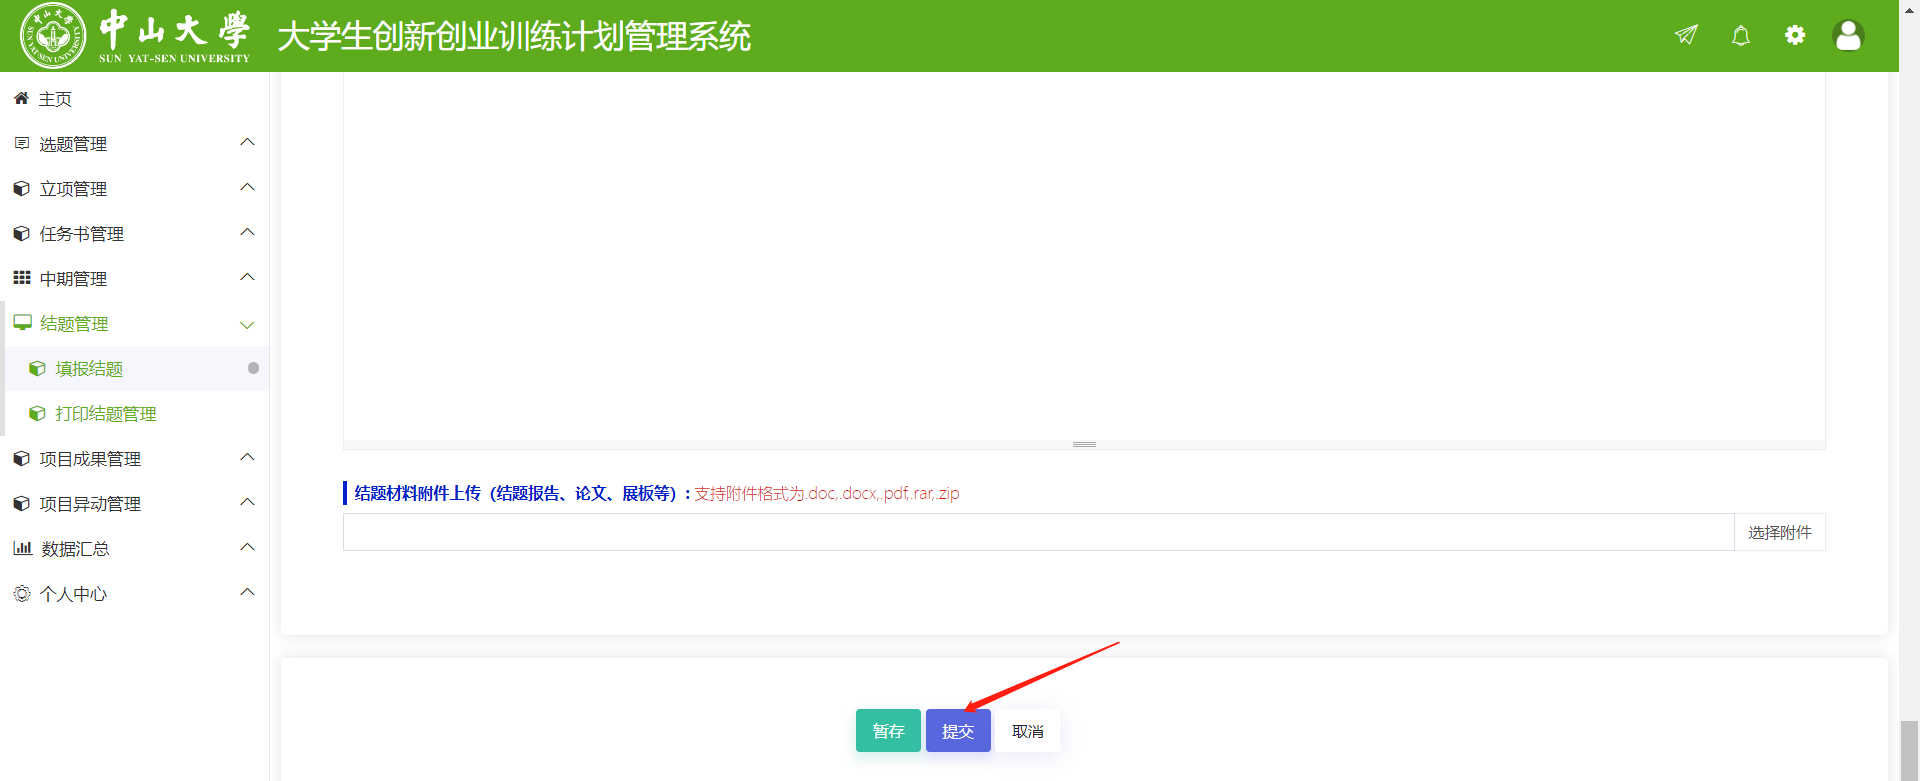 中山大學
SUN YAT-SEN UNIVERSITY
大学生创新创业训练计划管理系统
主页
选题管理
立项管理
任务书管理
中期管理
结题管理
填报结题
打印结题管理
项目成果管理
项目异动管理
数据汇总
个人中心
结题材料附件上传（结题报告、论文、展板等）: 支持附件格式为.doc,.docx,.pdf,.rar,.zip
选择附件
暂存
提交
取消